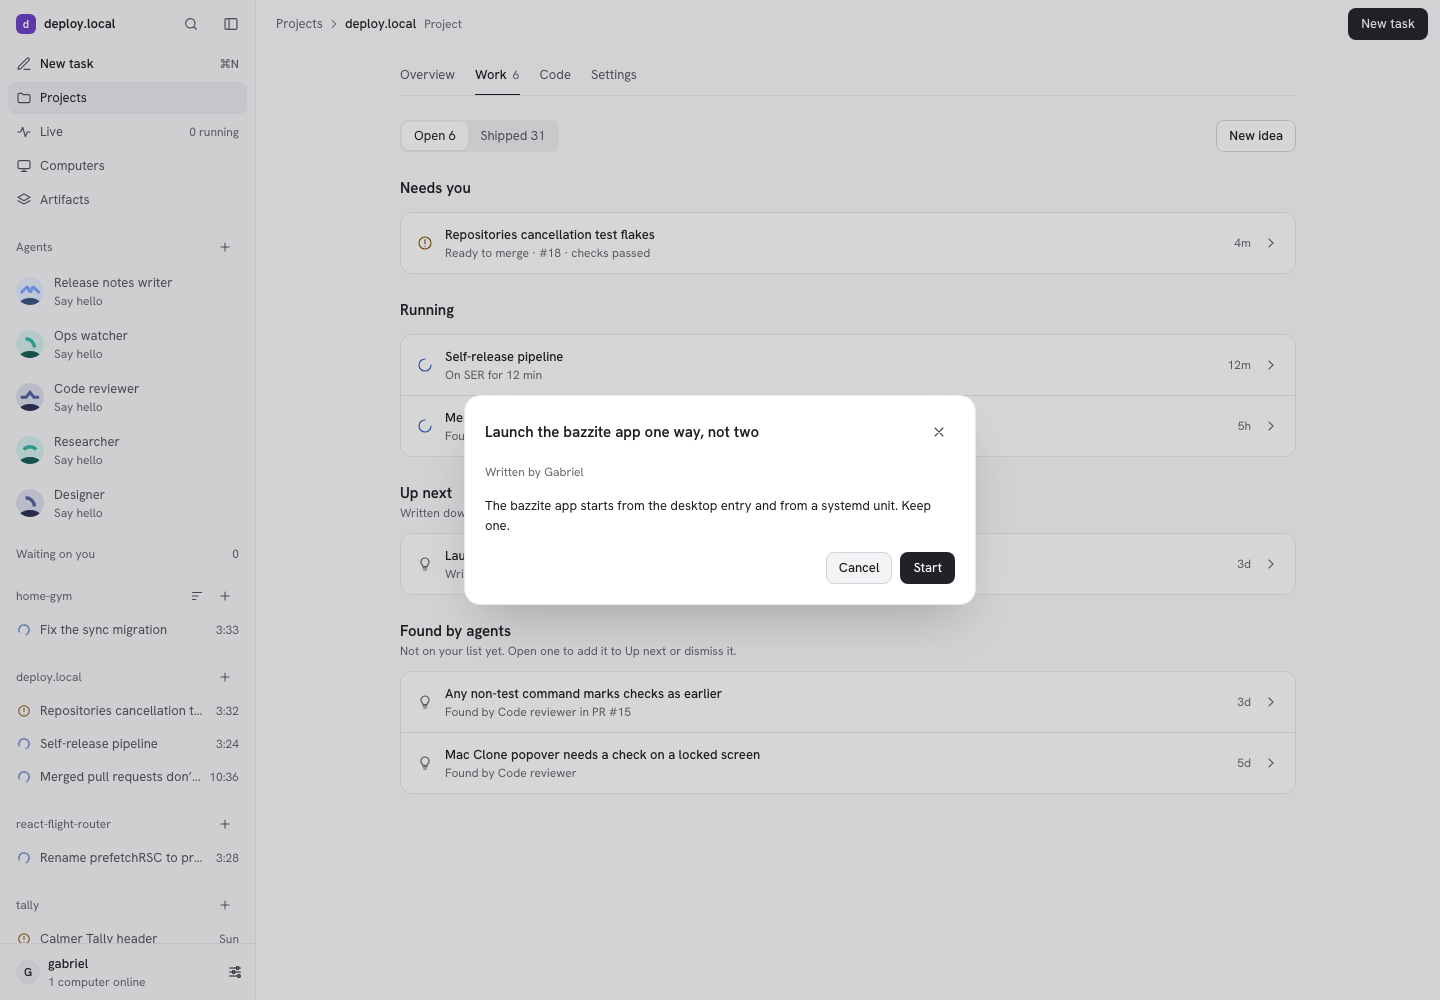 d deploy.local
New task ⌘N
Projects
Live 0 running
Computers
Artifacts
Agents
Release notes writer
Say hello
Ops watcher
Say hello
Code reviewer
Say hello
Researcher
Say hello
Designer
Say hello
Waiting on you 0
home-gym
Fix the sync migration 3:33
deploy.local
Repositories cancellation t... 3:32
Self-release pipeline 3:24
Merged pull requests don'... 10:36
react-flight-router
Rename prefetchRSC to pr... 3:28
tally
Calmer Tally header Sun
G gabriel
1 computer online
Projects > deploy.local Project
New task
Overview Work 6 Code Settings
Open 6 Shipped 31
New idea
Needs you
Repositories cancellation test flakes
Ready to merge · #18 · checks passed
4m
Running
Self-release pipeline
On SER for 12 min
12m
Me
Fou
5h
Up next
Written dow
Lau
Wri
3d
Found by agents
Not on your list yet. Open one to add it to Up next or dismiss it.
Any non-test command marks checks as earlier
Found by Code reviewer in PR #15
3d
Mac Clone popover needs a check on a locked screen
Found by Code reviewer
5d
Launch the bazzite app one way, not two
Written by Gabriel
The bazzite app starts from the desktop entry and from a systemd unit. Keep
one.
Cancel Start